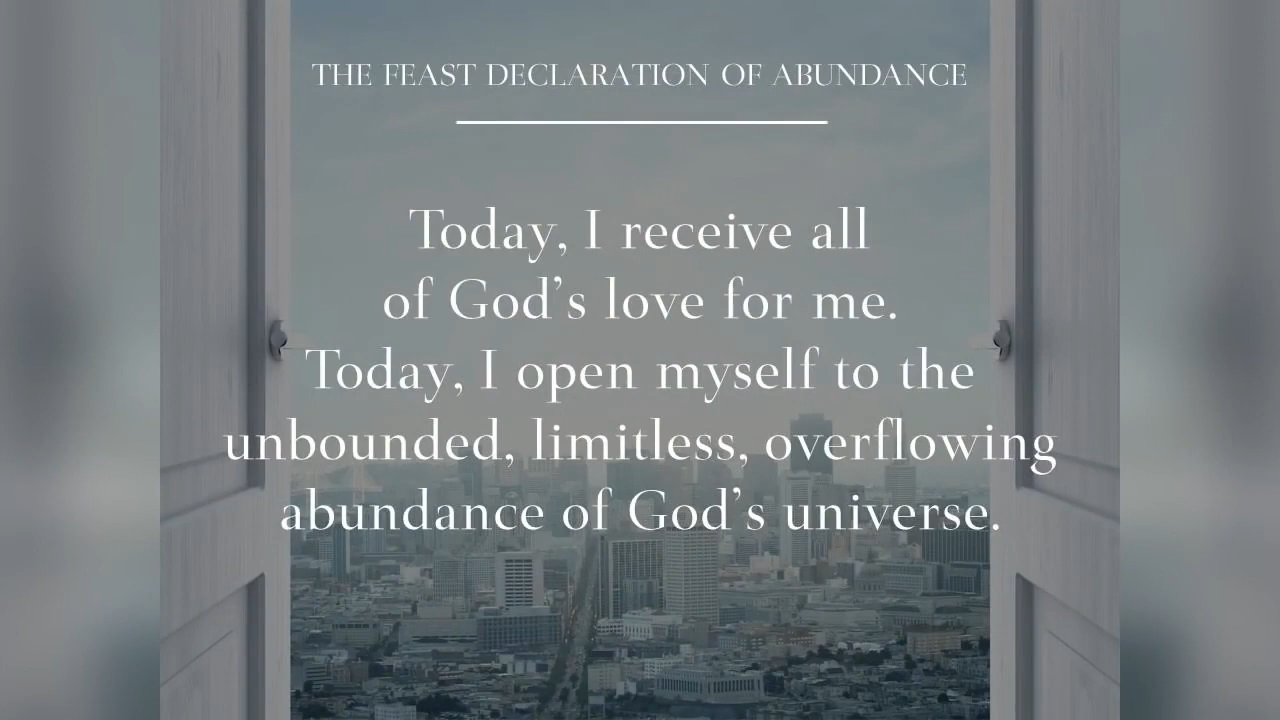 THE FEAST DECLARATION OF ABUNDANCE
Today, I receive all
of God’s love for me.
Today, I open myself to the
unbounded, limitless, overflowing
abundance of God’s universe.